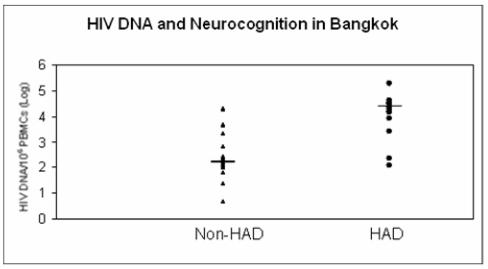 HIV DNA and Neurocognition in Bangkok
HIV DNA/10⁶ PBMCs (Log)
6
5
4
3
2
1
0
Non-HAD
HAD